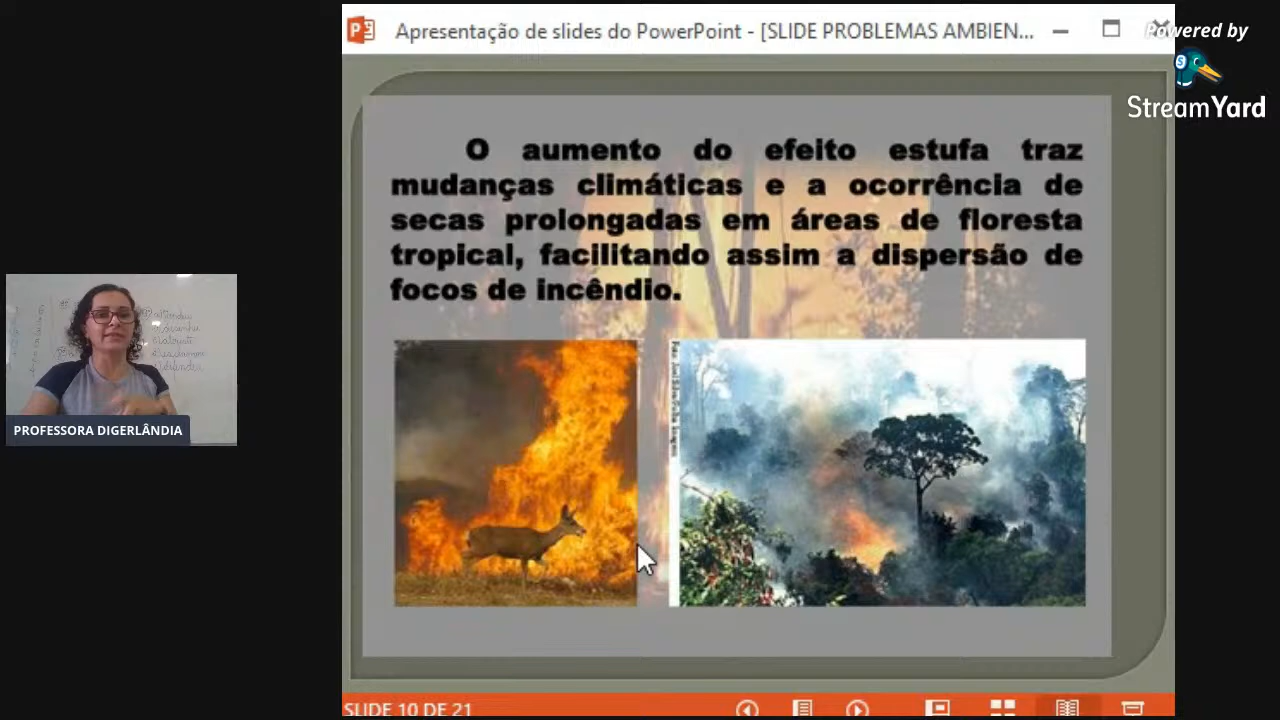 Apresentação de slides do PowerPoint - [SLIDE PROBLEMAS AMBIEN...
Powered by
StreamYard
O aumento do efeito estufa traz
mudanças climáticas e a ocorrência de
secas prolongadas em áreas de floresta
tropical, facilitando assim a dispersão de
focos de incêndio.
PROFESSORA DIGERLÂNDIA
SLIDE 10 DE 21